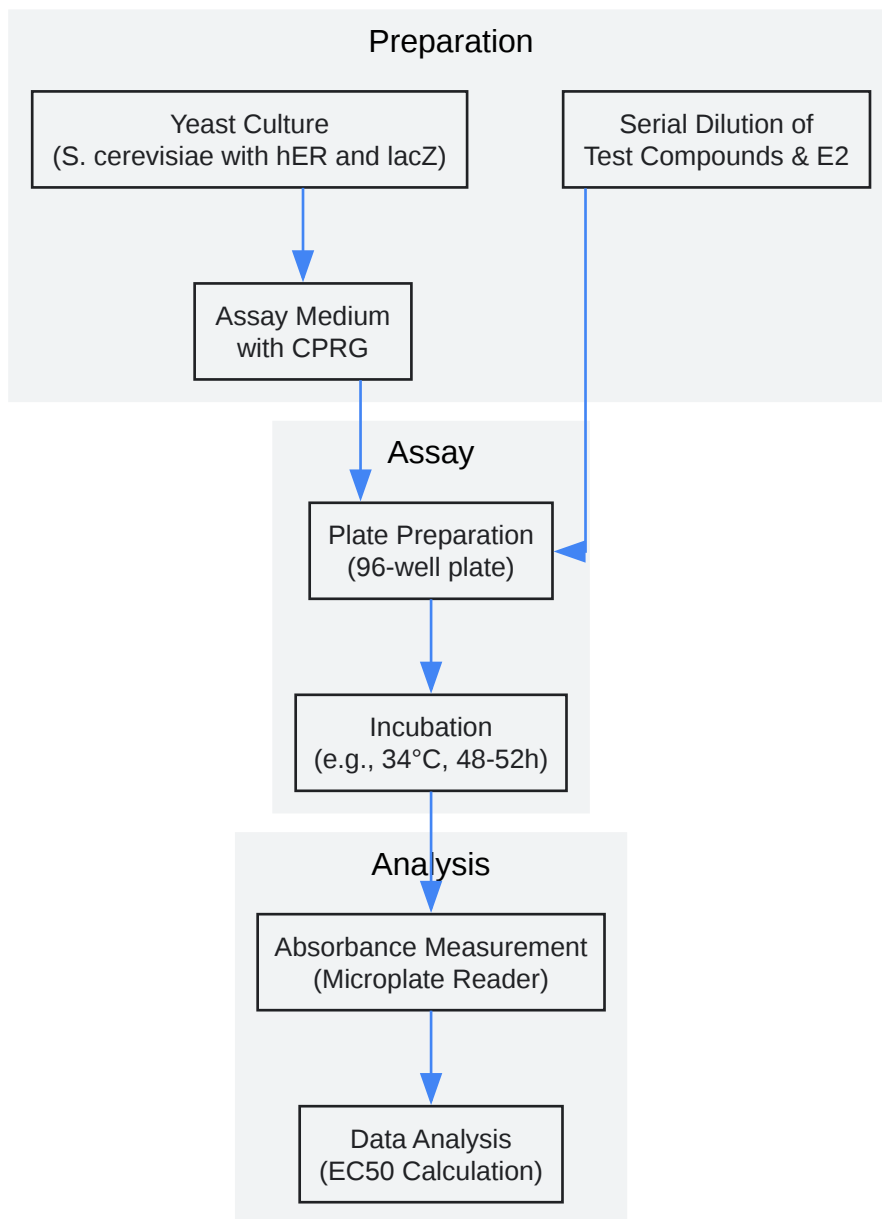 Preparation
Yeast Culture
(S. cerevisiae with hER and lacZ)
Serial Dilution of
Test Compounds & E2
Assay Medium
with CPRG
Assay
Plate Preparation
(96-well plate)
Incubation
(e.g., 34°C, 48-52h)
Analysis
Absorbance Measurement
(Microplate Reader)
Data Analysis
(EC50 Calculation)